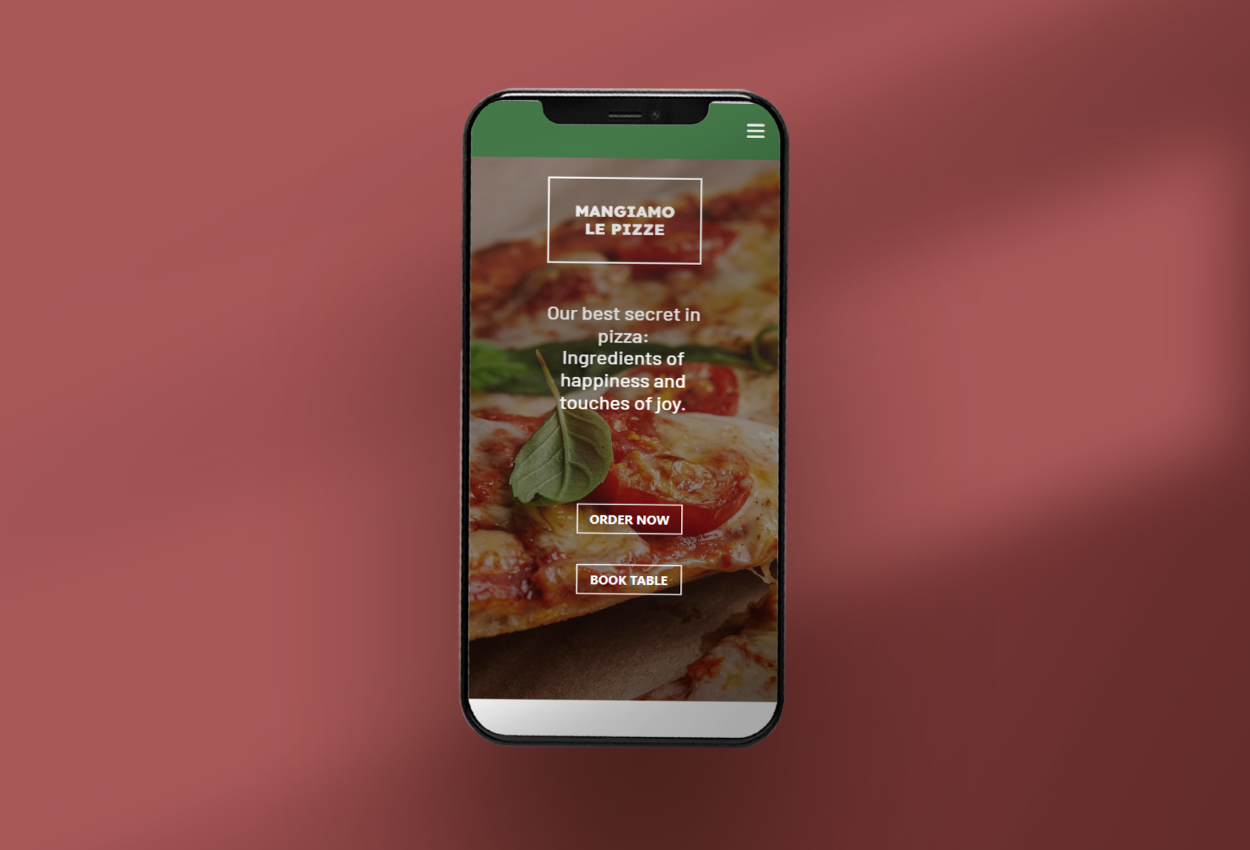 MANGIAMO
LE PIZZE
Our best secret in
pizza:
Ingredients of
happiness and
touches of joy.
ORDER NOW
BOOK TABLE